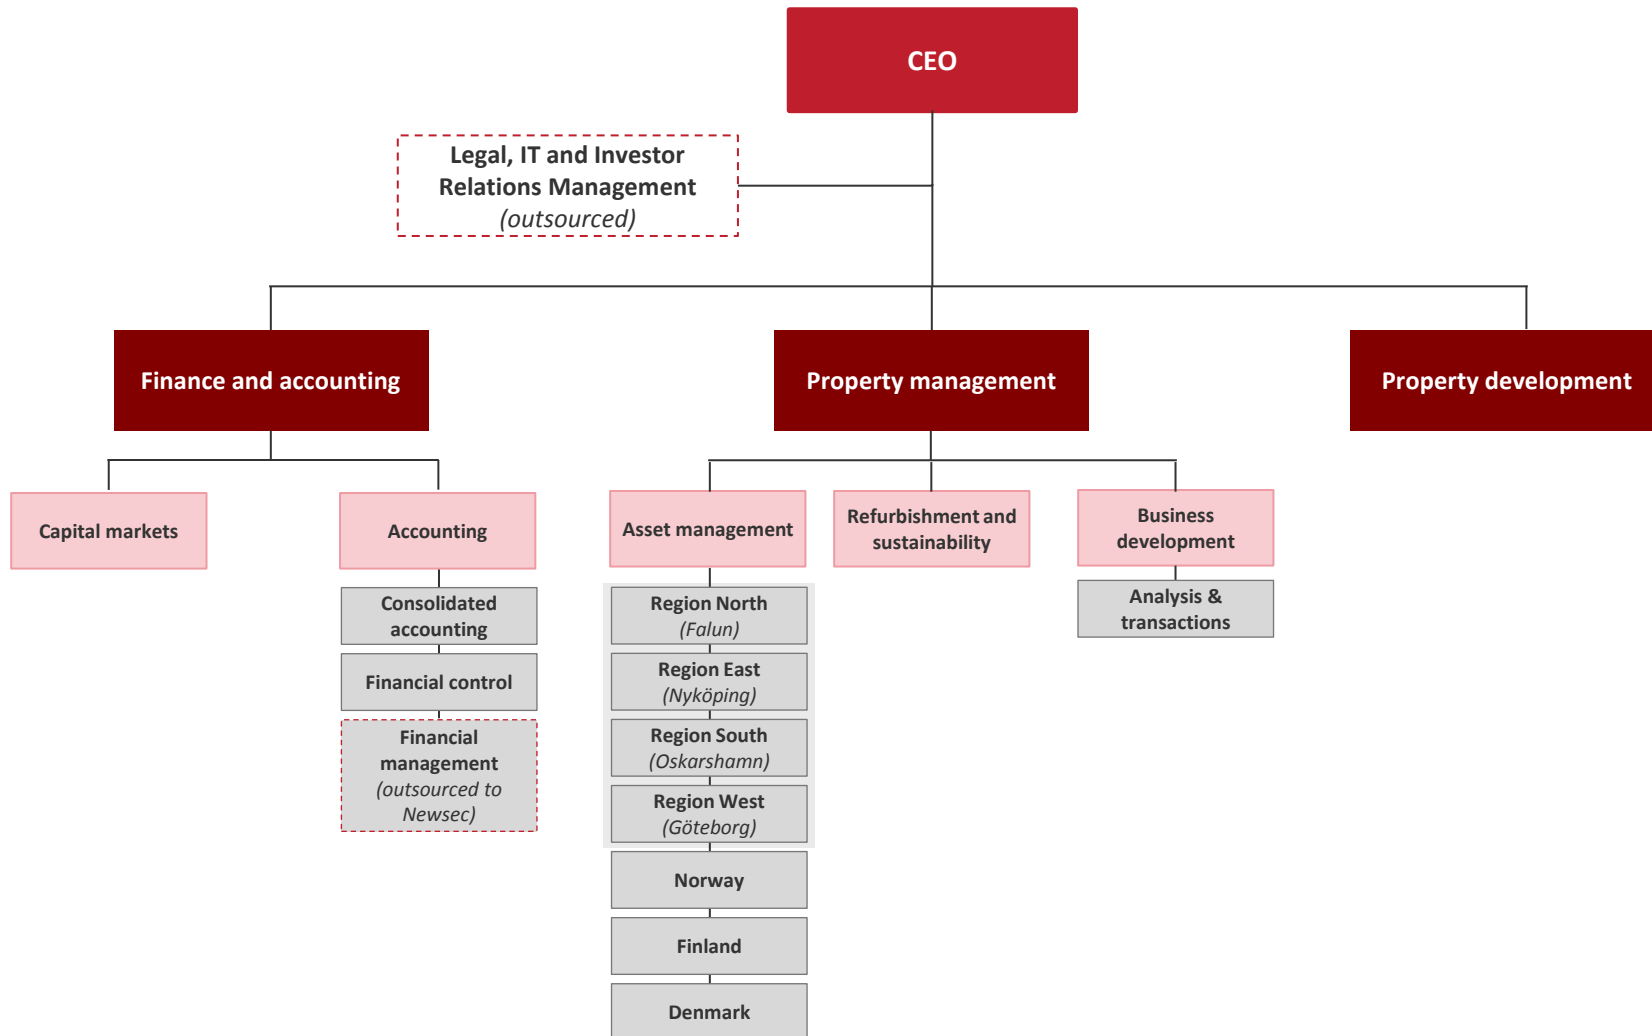 CEO
Legal, IT and Investor
Relations Management
(outsourced)
Finance and accounting
Property management
Property development
Capital markets
Accounting
Asset management
Refurbishment and
sustainability
Business
development
Consolidated
accounting
Financial control
Financial
management
(outsourced to
Newsec)
Region North
(Falun)
Region East
(Nyköping)
Region South
(Oskarshamn)
Region West
(Göteborg)
Norway
Finland
Denmark
Analysis &
transactions